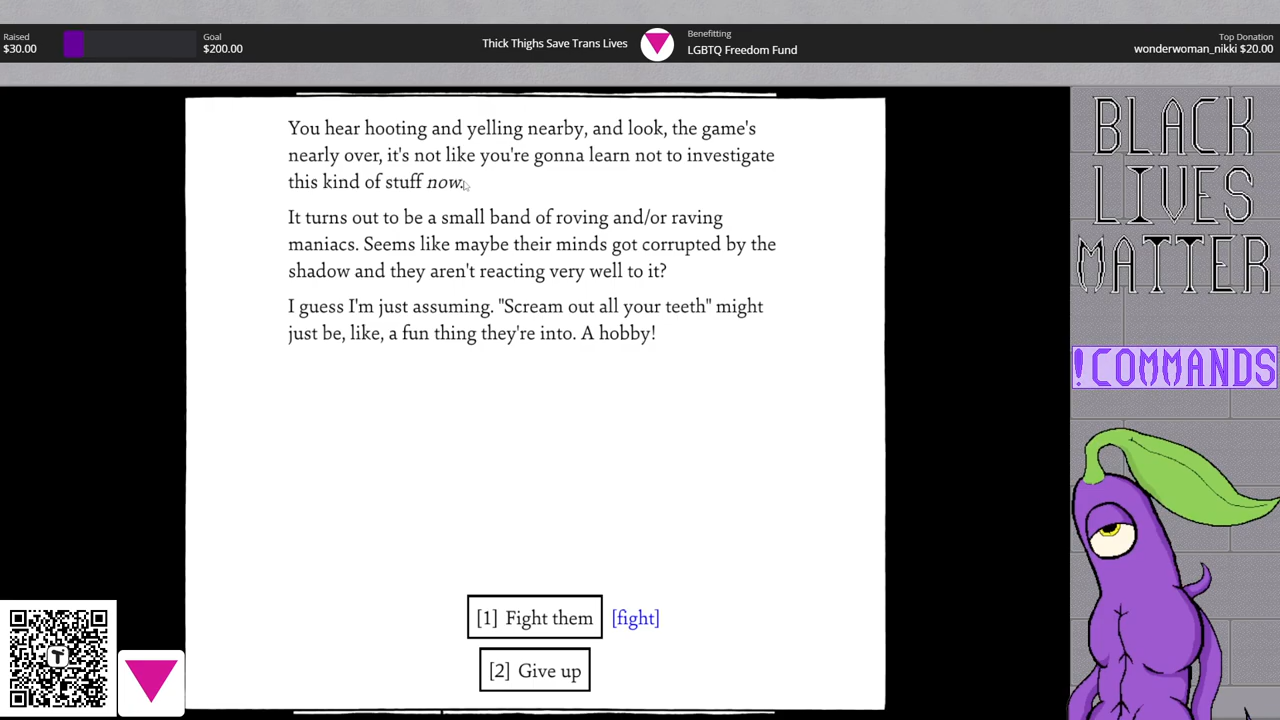 Raised
$30.00
Goal
$200.00
Thick Thighs Save Trans Lives
Benefitting
LGBTQ Freedom Fund
Top Donation
wonderwoman_nikki $20.00
You hear hooting and yelling nearby, and look, the game's
nearly over, it's not like you're gonna learn not to investigate
this kind of stuff now.
It turns out to be a small band of roving and/or raving
maniacs. Seems like maybe their minds got corrupted by the
shadow and they aren't reacting very well to it?
I guess I'm just assuming. "Scream out all your teeth" might
just be, like, a fun thing they're into. A hobby!
[1] Fight them [fight]
[2] Give up
BLACK
LIVES
MATTER
!COMMANDS
T